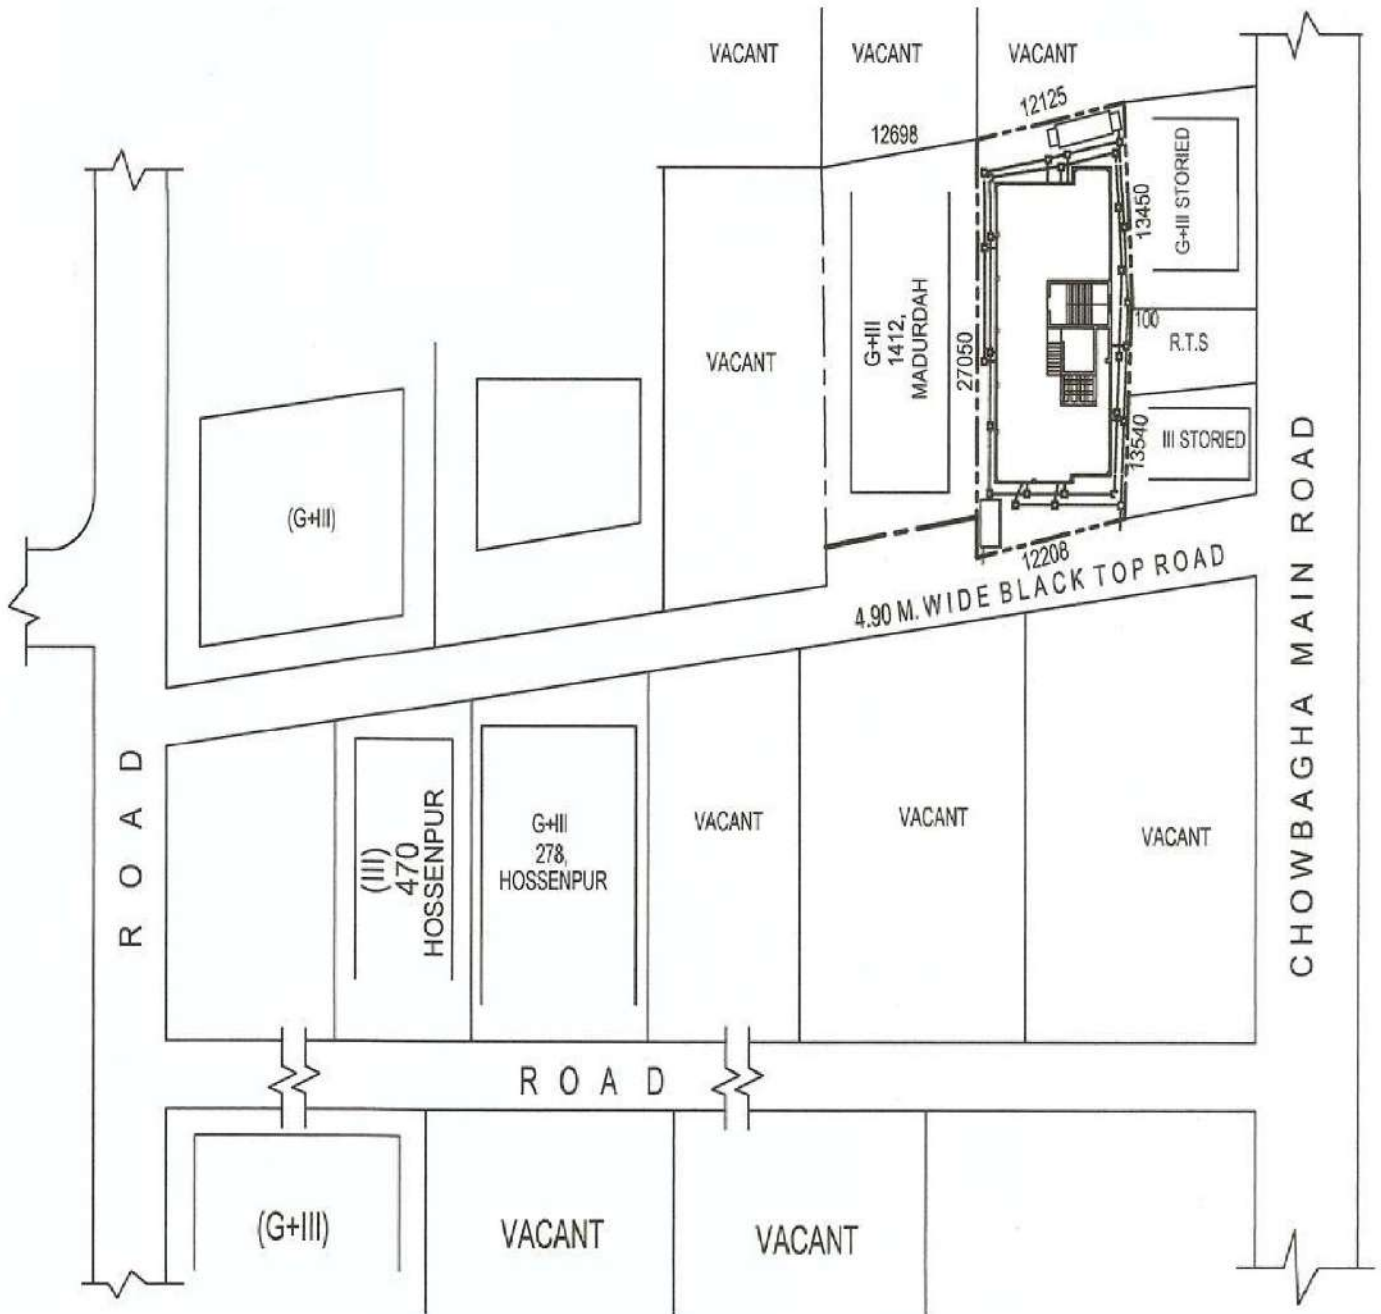 VACANT
VACANT
VACANT
12125
12698
G+III STORIED
13450
100
R.T.S
G+III
1412,
MADURDAH
27050
VACANT
13540
III STORIED
(G+III)
12208
4.90 M. WIDE BLACK TOP ROAD
CHOWBAGHA MAIN ROAD
ROAD
(III)
470
HOSSENPUR
G+III
278,
HOSSENPUR
VACANT
VACANT
VACANT
ROAD
(G+III)
VACANT
VACANT